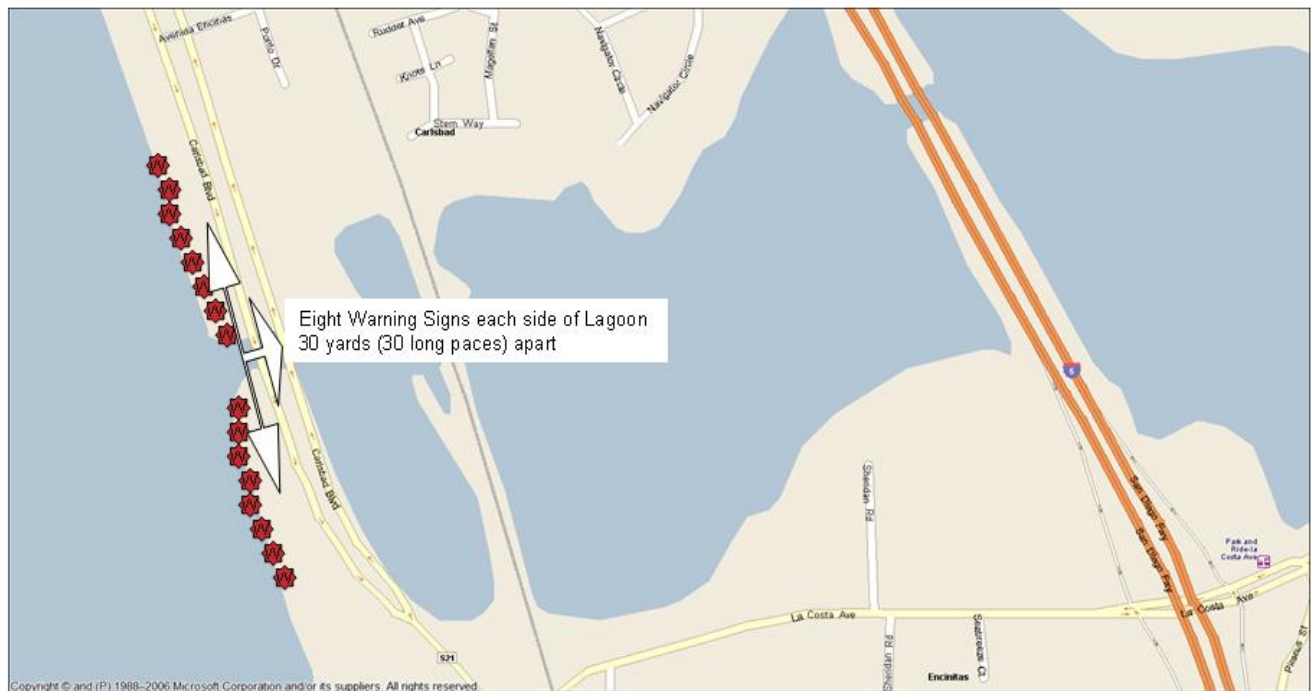 Avenida Encinas
Ponto Dr
Rudder Ave
Knots Ln
Magellan St
Navigator Circle
Navigator Circle
Stern Way
Carlsbad
Carlsbad Blvd
Eight Warning Signs each side of Lagoon
30 yards (30 long paces) apart
5
Carlsbad Blvd
Sheridan Rd
San Diego Fwy
San Diego Fwy
Park and
Ride-la
Costa Ave
La Costa Ave
La Costa Ave
Sheridan Rd
Seabreeze Ct
S21
Encinitas
Copyright © and (P) 1988–2006 Microsoft Corporation and/or its suppliers. All rights reserved.